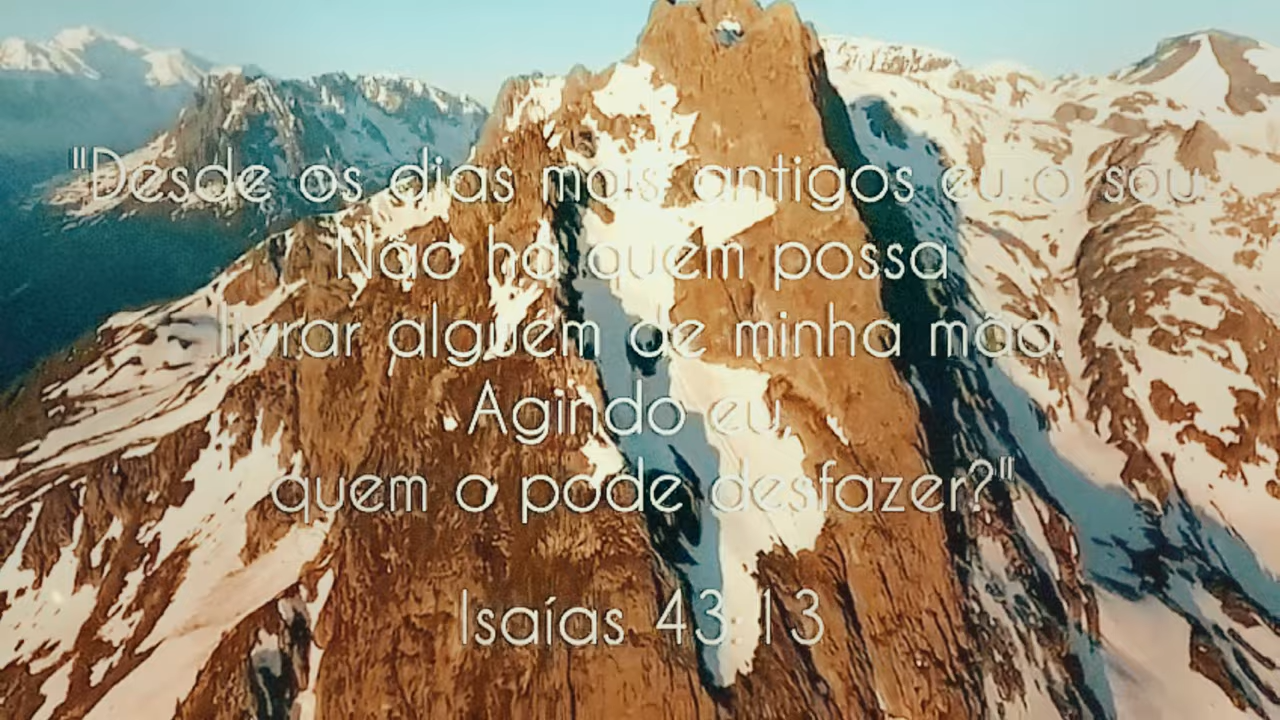 "Desde os dias mais antigos eu o sou.
Não há quem possa
livrar alguém de minha mão.
Agindo eu,
quem o pode desfazer?"
Isaías 43:13